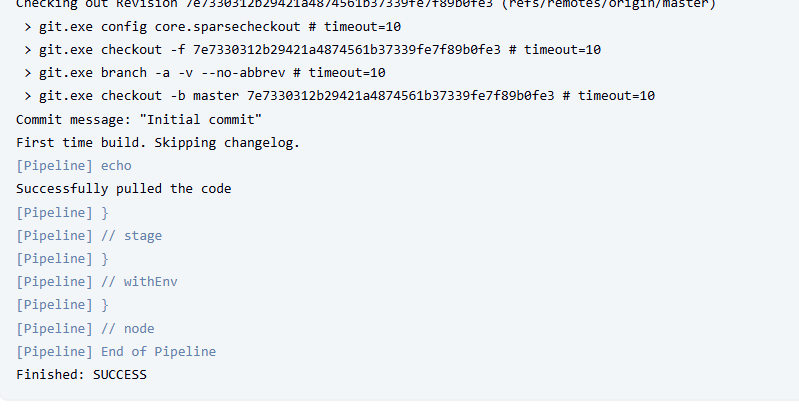 Checking out Revision 7e7330312b29421a4874561b37339fe7f89b0fe3 (refs/remotes/origin/master)
> git.exe config core.sparsecheckout # timeout=10
> git.exe checkout -f 7e7330312b29421a4874561b37339fe7f89b0fe3 # timeout=10
> git.exe branch -a -v --no-abbrev # timeout=10
> git.exe checkout -b master 7e7330312b29421a4874561b37339fe7f89b0fe3 # timeout=10
Commit message: "Initial commit"
First time build. Skipping changelog.
[Pipeline] echo
Successfully pulled the code
[Pipeline] }
[Pipeline] // stage
[Pipeline] }
[Pipeline] // withEnv
[Pipeline] }
[Pipeline] // node
[Pipeline] End of Pipeline
Finished: SUCCESS